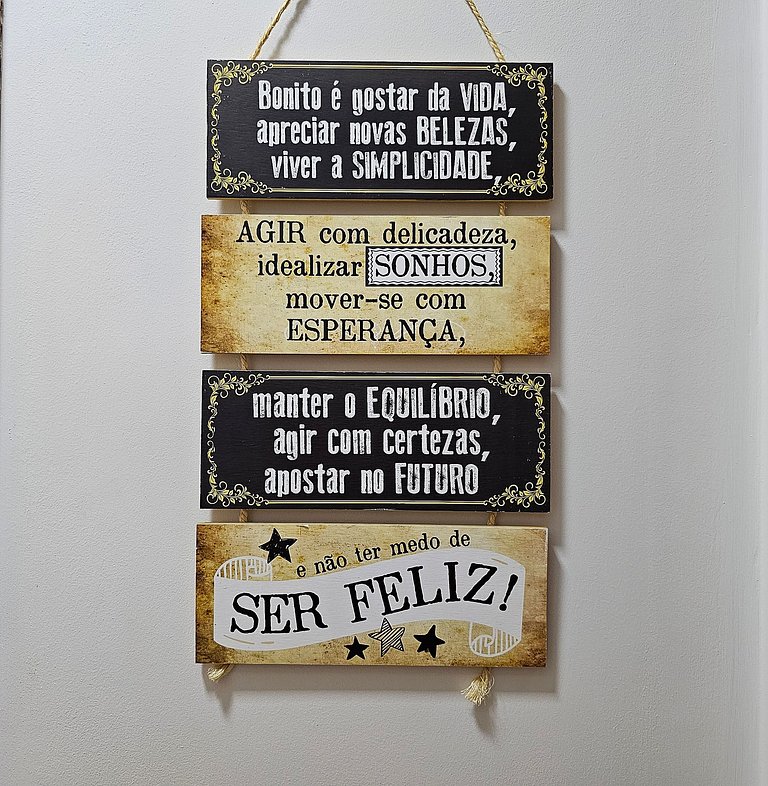 Bonito é gostar da VIDA,
apreciar novas BELEZAS,
viver a SIMPLICIDADE,
AGIR com delicadeza,
idealizar SONHOS,
mover-se com
ESPERANÇA,
manter o EQUILÍBRIO,
agir com certezas,
apostar no FUTURO
e não ter medo de
SER FELIZ!